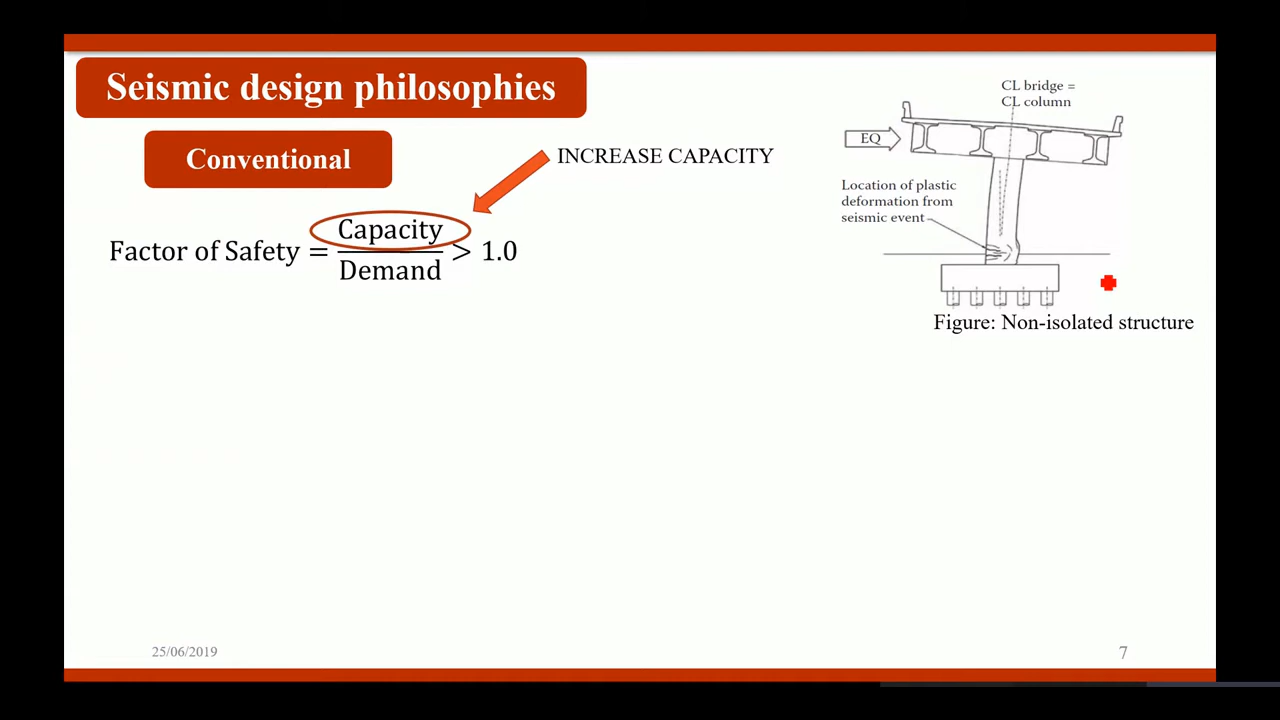 Seismic design philosophies
Conventional
INCREASE CAPACITY
Factor of Safety = Capacity / Demand > 1.0
CL bridge =
CL column
EQ
Location of plastic
deformation from
seismic event
Figure: Non-isolated structure
25/06/2019
7